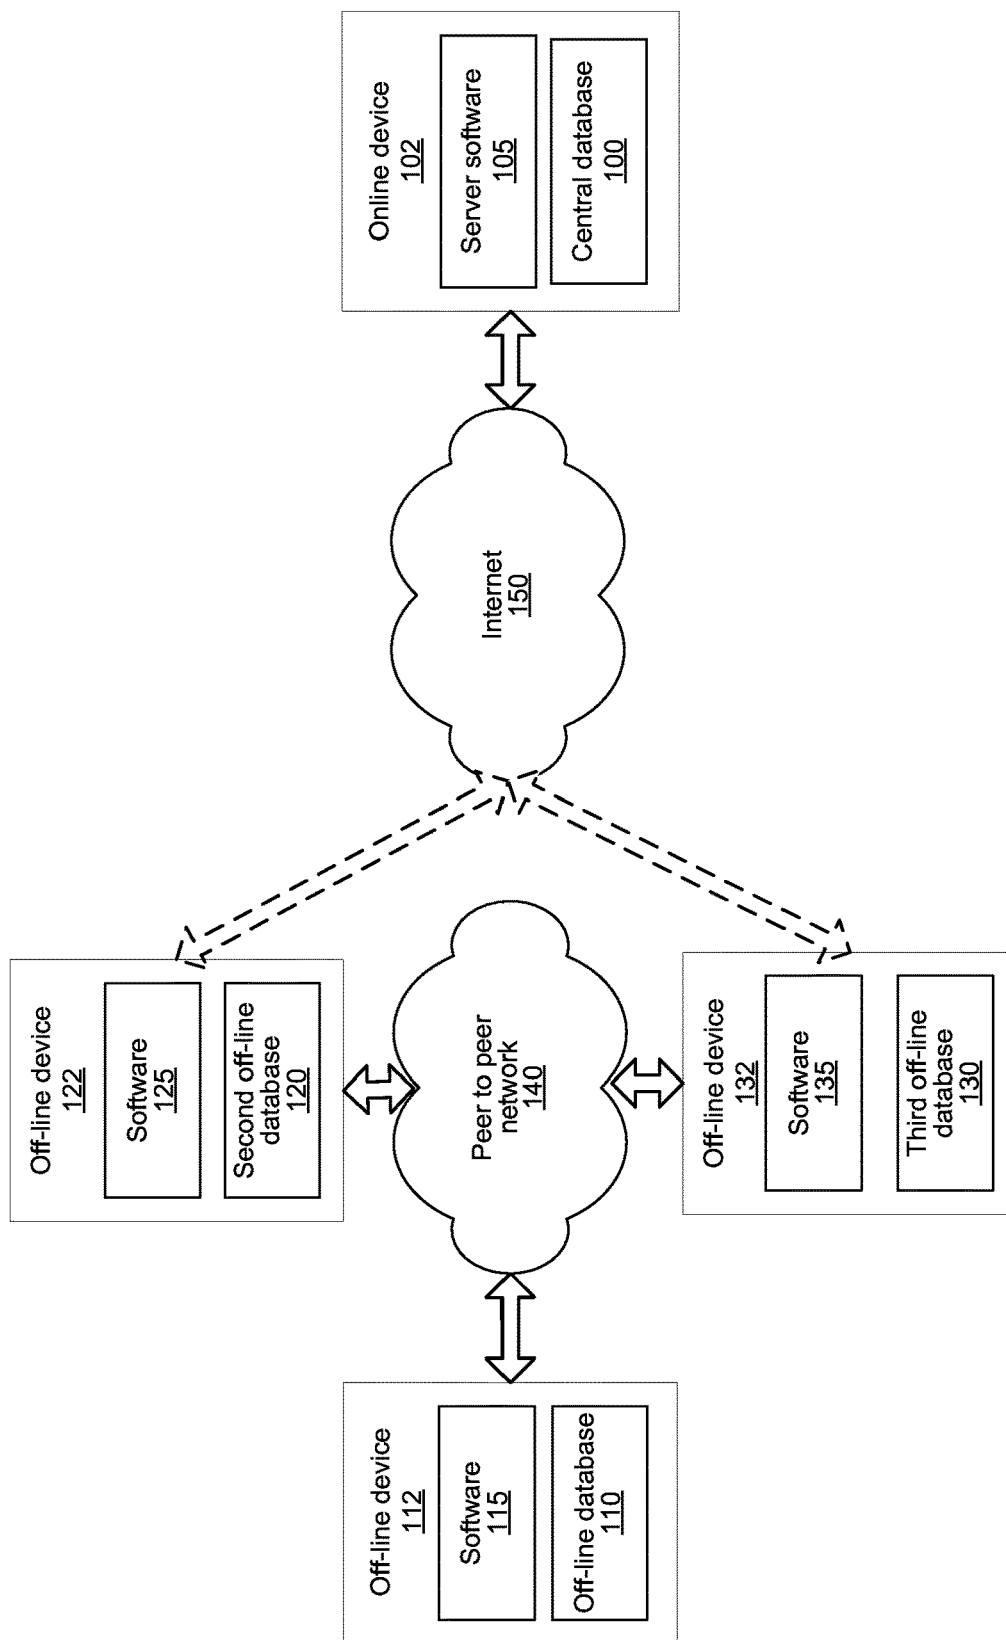 Off-line device
112
Software
115
Off-line database
110
Off-line device
122
Software
125
Second off-line
database
120
Peer to peer
network
140
Off-line device
132
Software
135
Third off-line
database
130
Internet
150
Online device
102
Server software
105
Central database
100